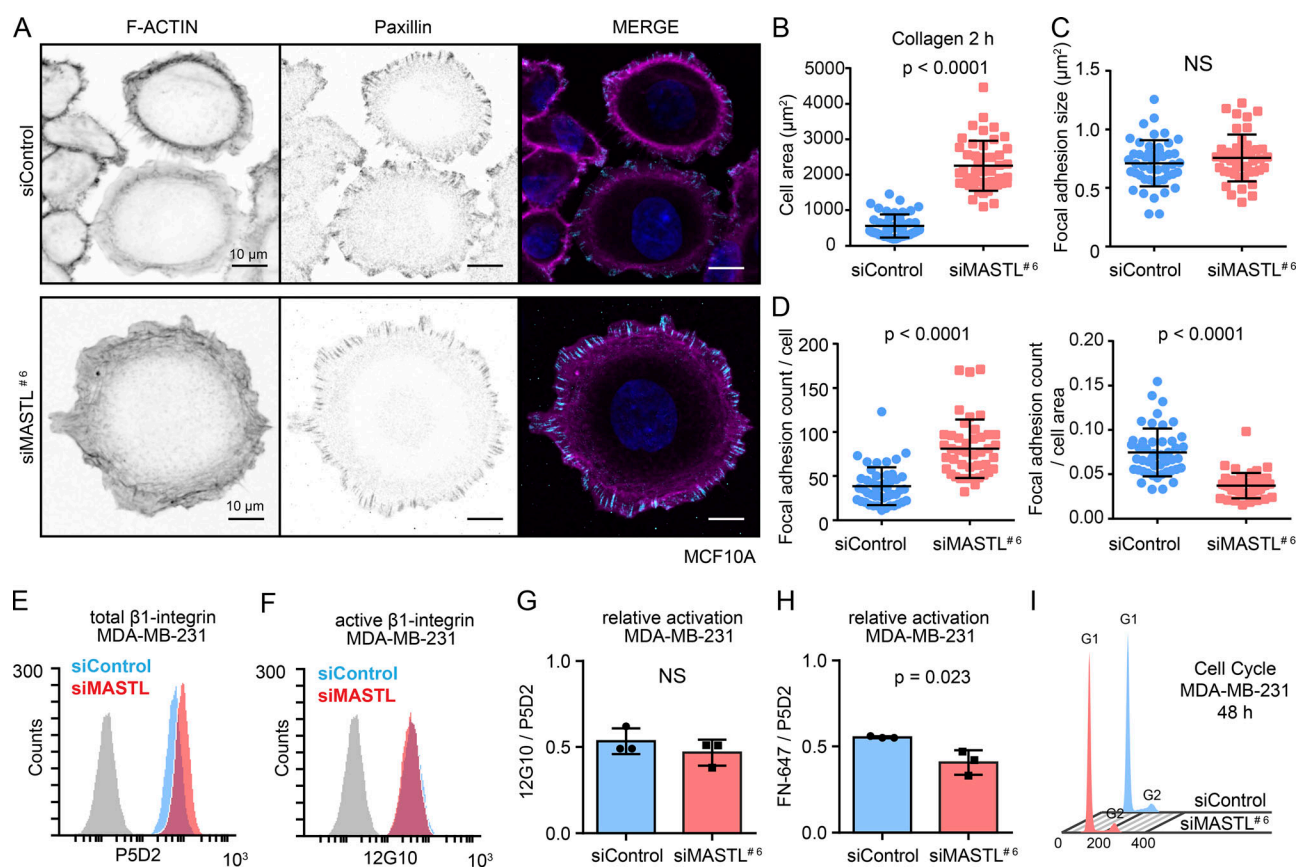 A
F-ACTIN
Paxillin
MERGE
siControl
10 µm
siMASTL#6
10 µm
MCF10A
B
Collagen 2 h
p < 0.0001
Cell area (µm²)
5000
4000
3000
2000
1000
0
siControl
siMASTL#6
C
NS
Focal adhesion size (µm²)
1.5
1.0
0.5
0
siControl
siMASTL#6
D
p < 0.0001
Focal adhesion count / cell
200
150
100
50
0
siControl
siMASTL#6
p < 0.0001
Focal adhesion count
/ cell area
0.20
0.15
0.10
0.05
0.00
siControl
siMASTL#6
E
total β1-integrin
MDA-MB-231
siControl
siMASTL
300
Counts
P5D2
10³
F
active β1-integrin
MDA-MB-231
siControl
siMASTL
300
Counts
12G10
10³
G
relative activation
MDA-MB-231
NS
12G10 / P5D2
1.0
0.5
0.0
siControl
siMASTL#6
H
relative activation
MDA-MB-231
p = 0.023
FN-647 / P5D2
1.0
0.5
0.0
siControl
siMASTL#6
I
G1
G1
Cell Cycle
MDA-MB-231
48 h
G2
G2
siControl
siMASTL#6
0
200
400